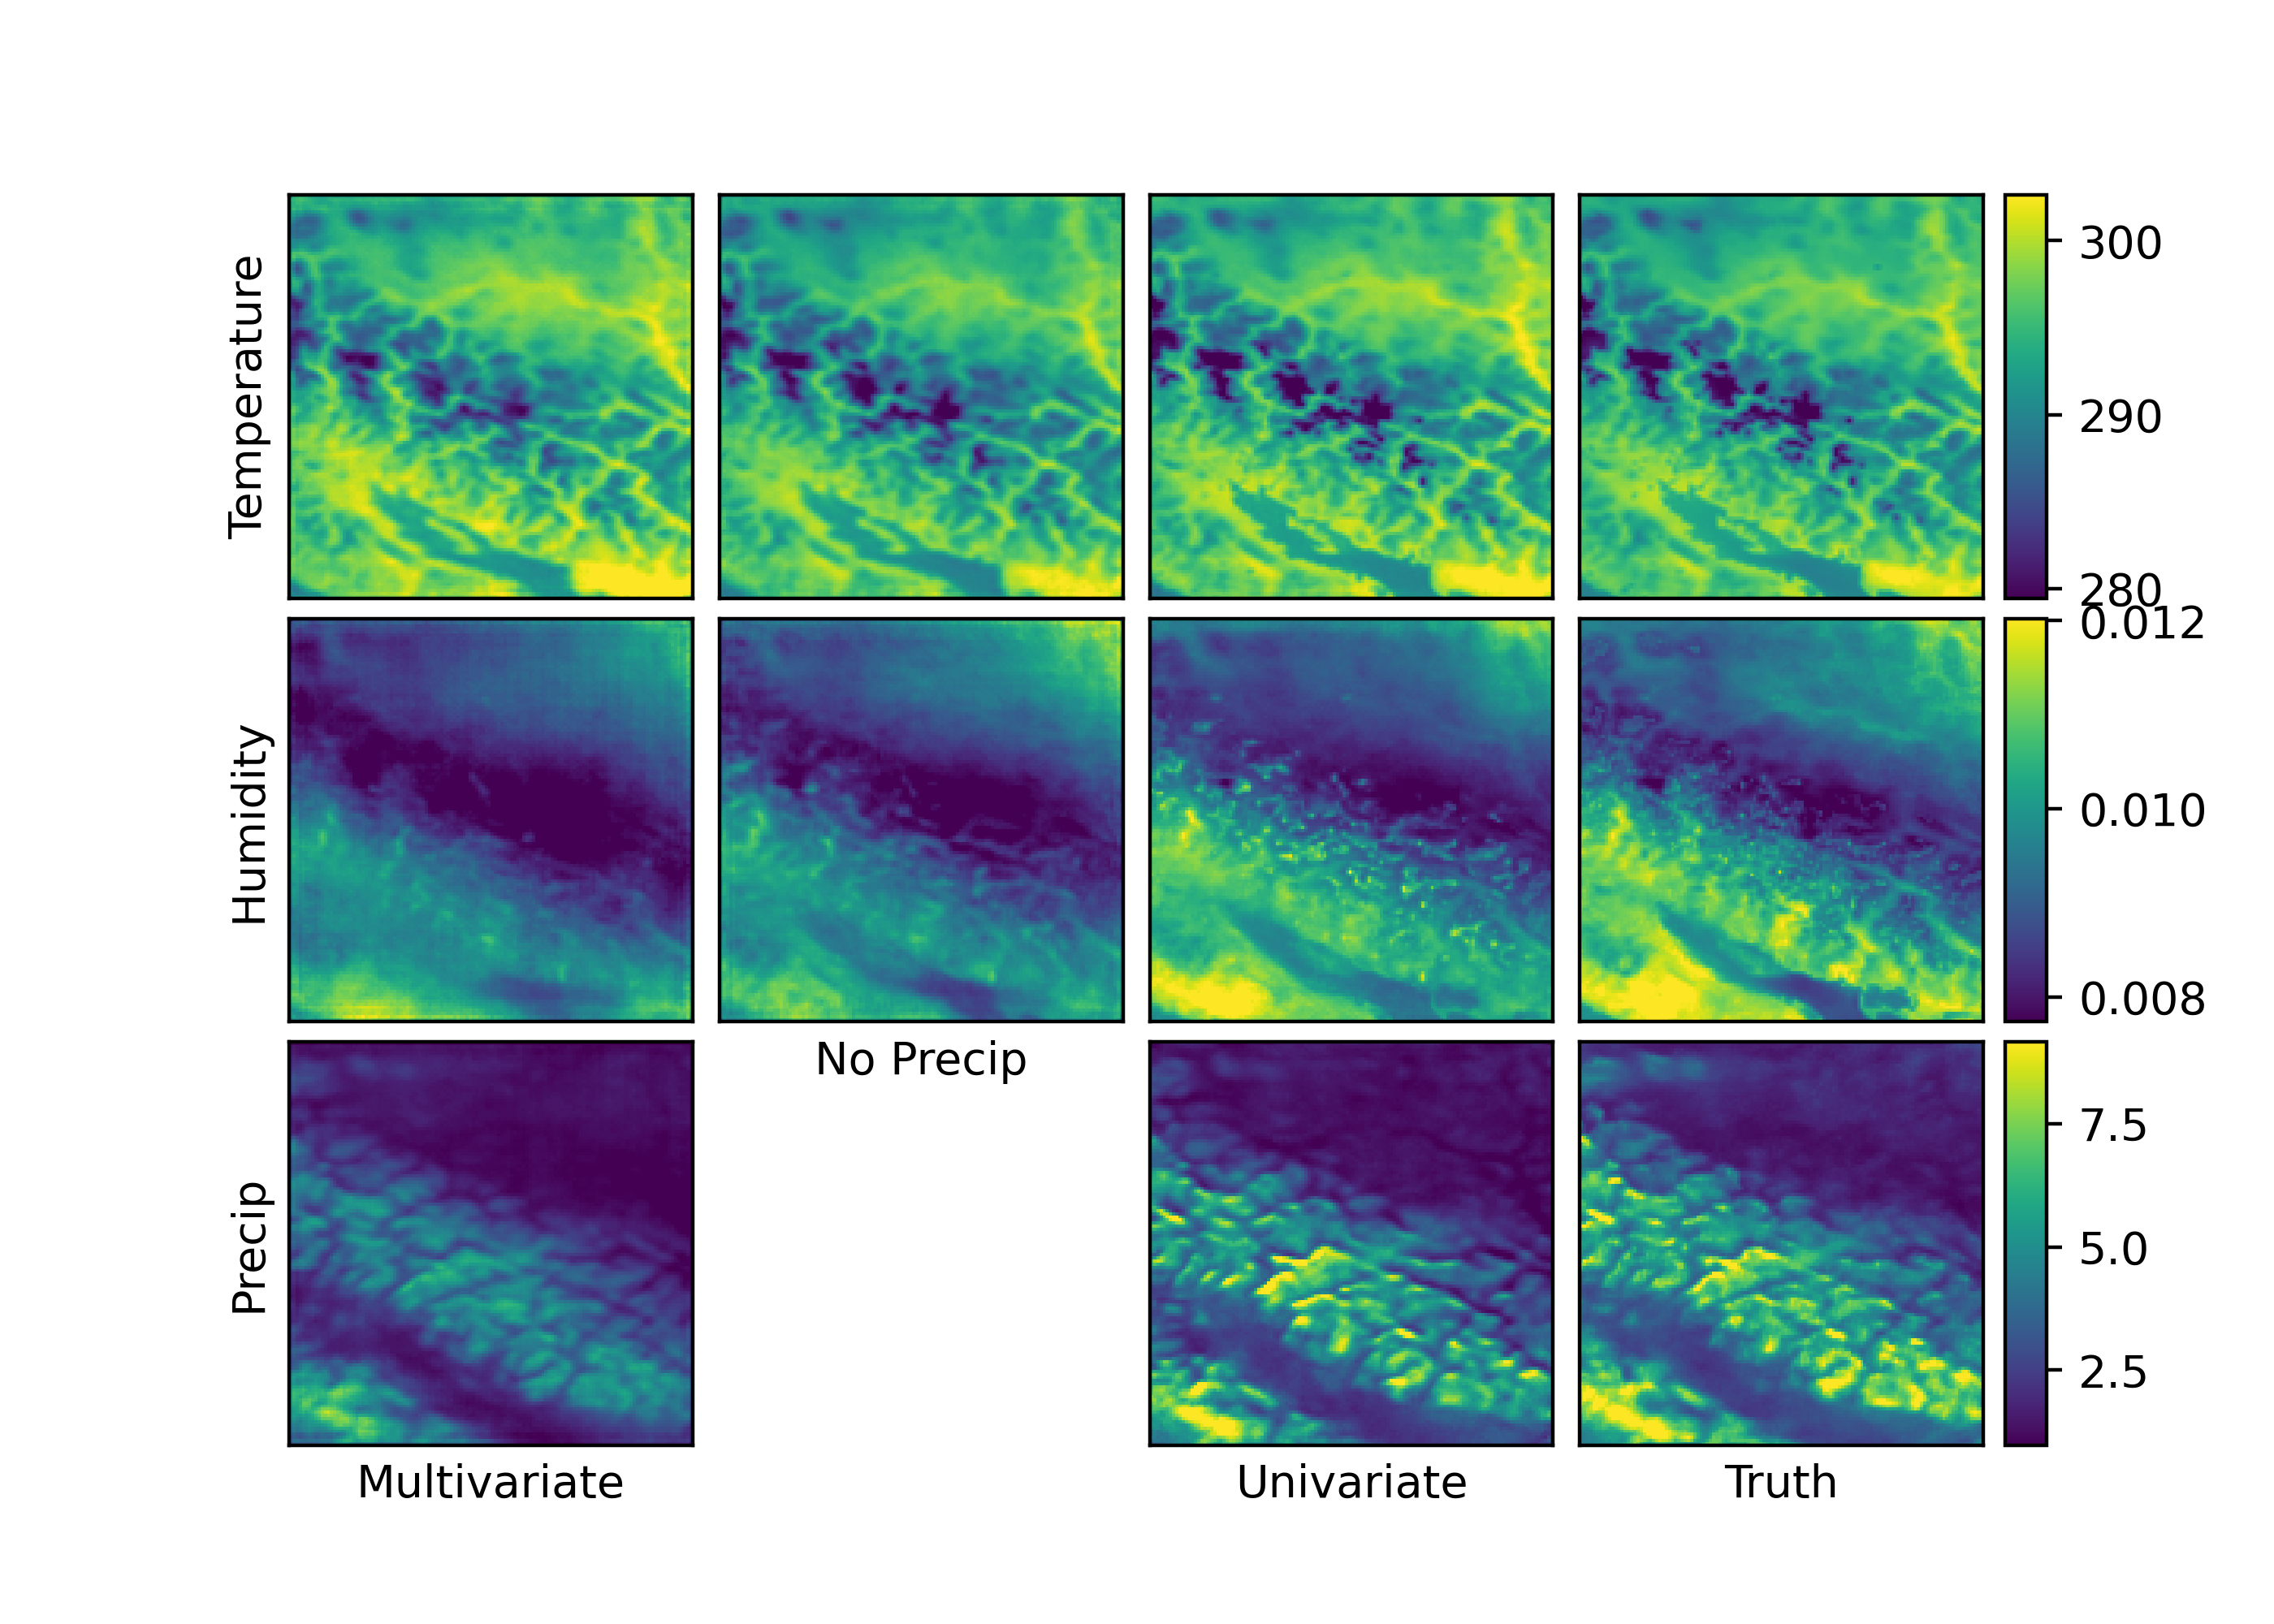 Temperature
300
290
280
Humidity
0.012
0.010
0.008
No Precip
Precip
7.5
5.0
2.5
Multivariate
Univariate
Truth